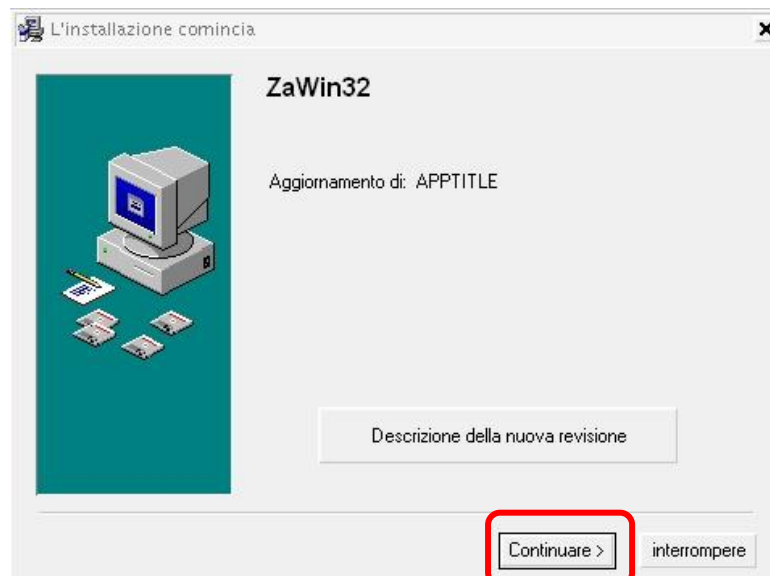 L'installazione comincia
ZaWin32
Aggiornamento di: APPTITLE
Descrizione della nuova revisione
Continuare >
interrompere